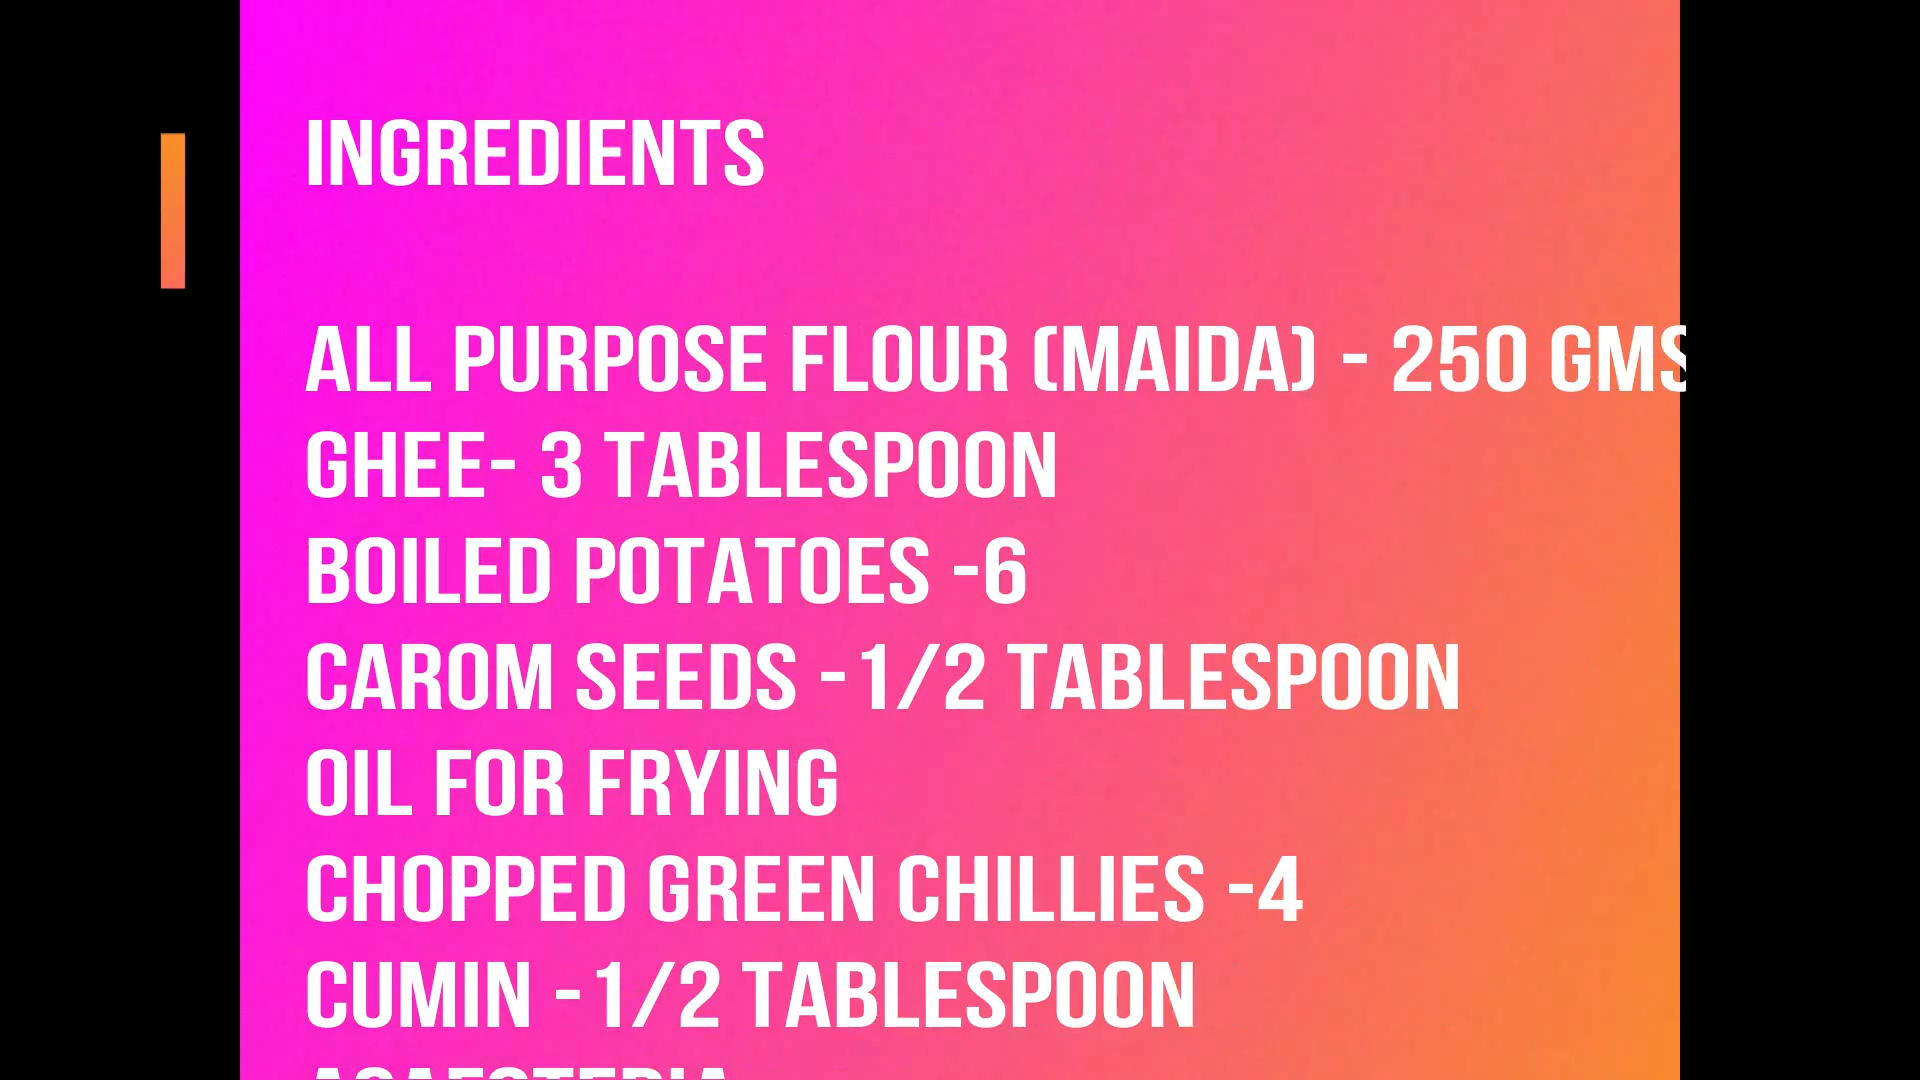 INGREDIENTS
ALL PURPOSE FLOUR (MAIDA) - 250 GMS
GHEE- 3 TABLESPOON
BOILED POTATOES -6
CAROM SEEDS -1/2 TABLESPOON
OIL FOR FRYING
CHOPPED GREEN CHILLIES -4
CUMIN -1/2 TABLESPOON